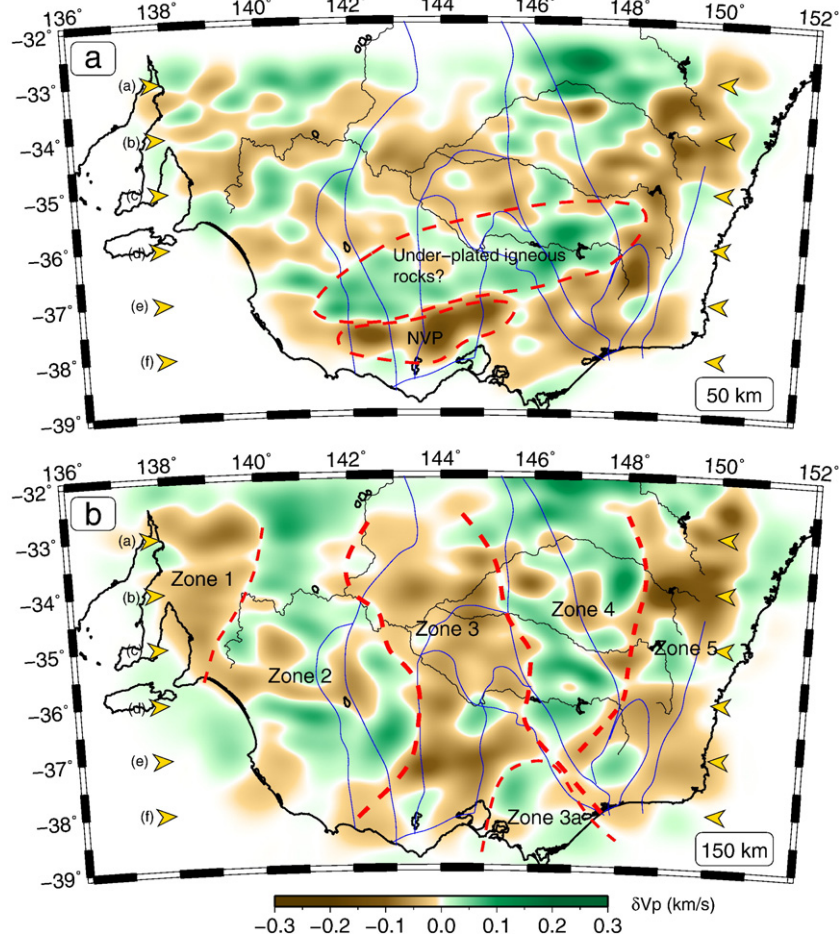 136˚ 138˚ 140˚ 142˚ 144˚ 146˚ 148˚ 150˚ 152˚
−32˚
a
−33˚ (a)
−34˚ (b)
−35˚ (c)
−36˚ (d)
Under−plated igneous
rocks?
−37˚ (e)
NVP
−38˚ (f)
−39˚
50 km
136˚ 138˚ 140˚ 142˚ 144˚ 146˚ 148˚ 150˚ 152˚
−32˚
b
−33˚ (a)
Zone 1
−34˚ (b)
Zone 4
Zone 3
−35˚ (c)
Zone 5
Zone 2
−36˚ (d)
−37˚ (e)
−38˚ (f)
Zone 3a
−39˚
150 km
δVp (km/s)
−0.3 −0.2 −0.1 0.0 0.1 0.2 0.3